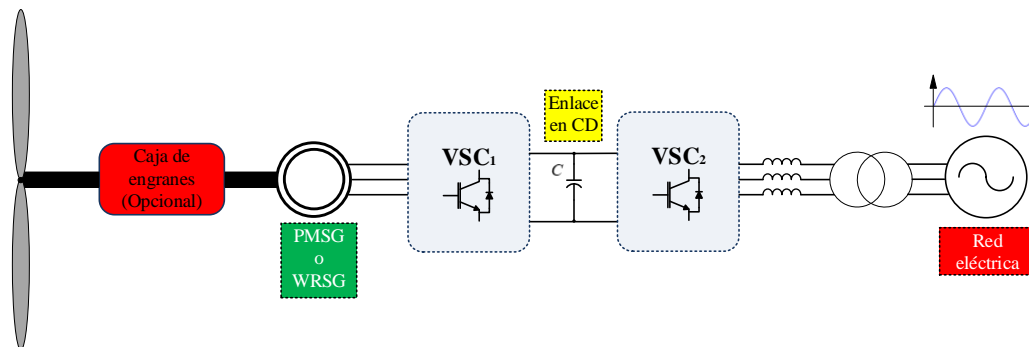 Caja de
engranes
(Opcional)
PMSG
o
WRSG
VSC₁
Enlace
en CD
C
VSC₂
Red
eléctrica